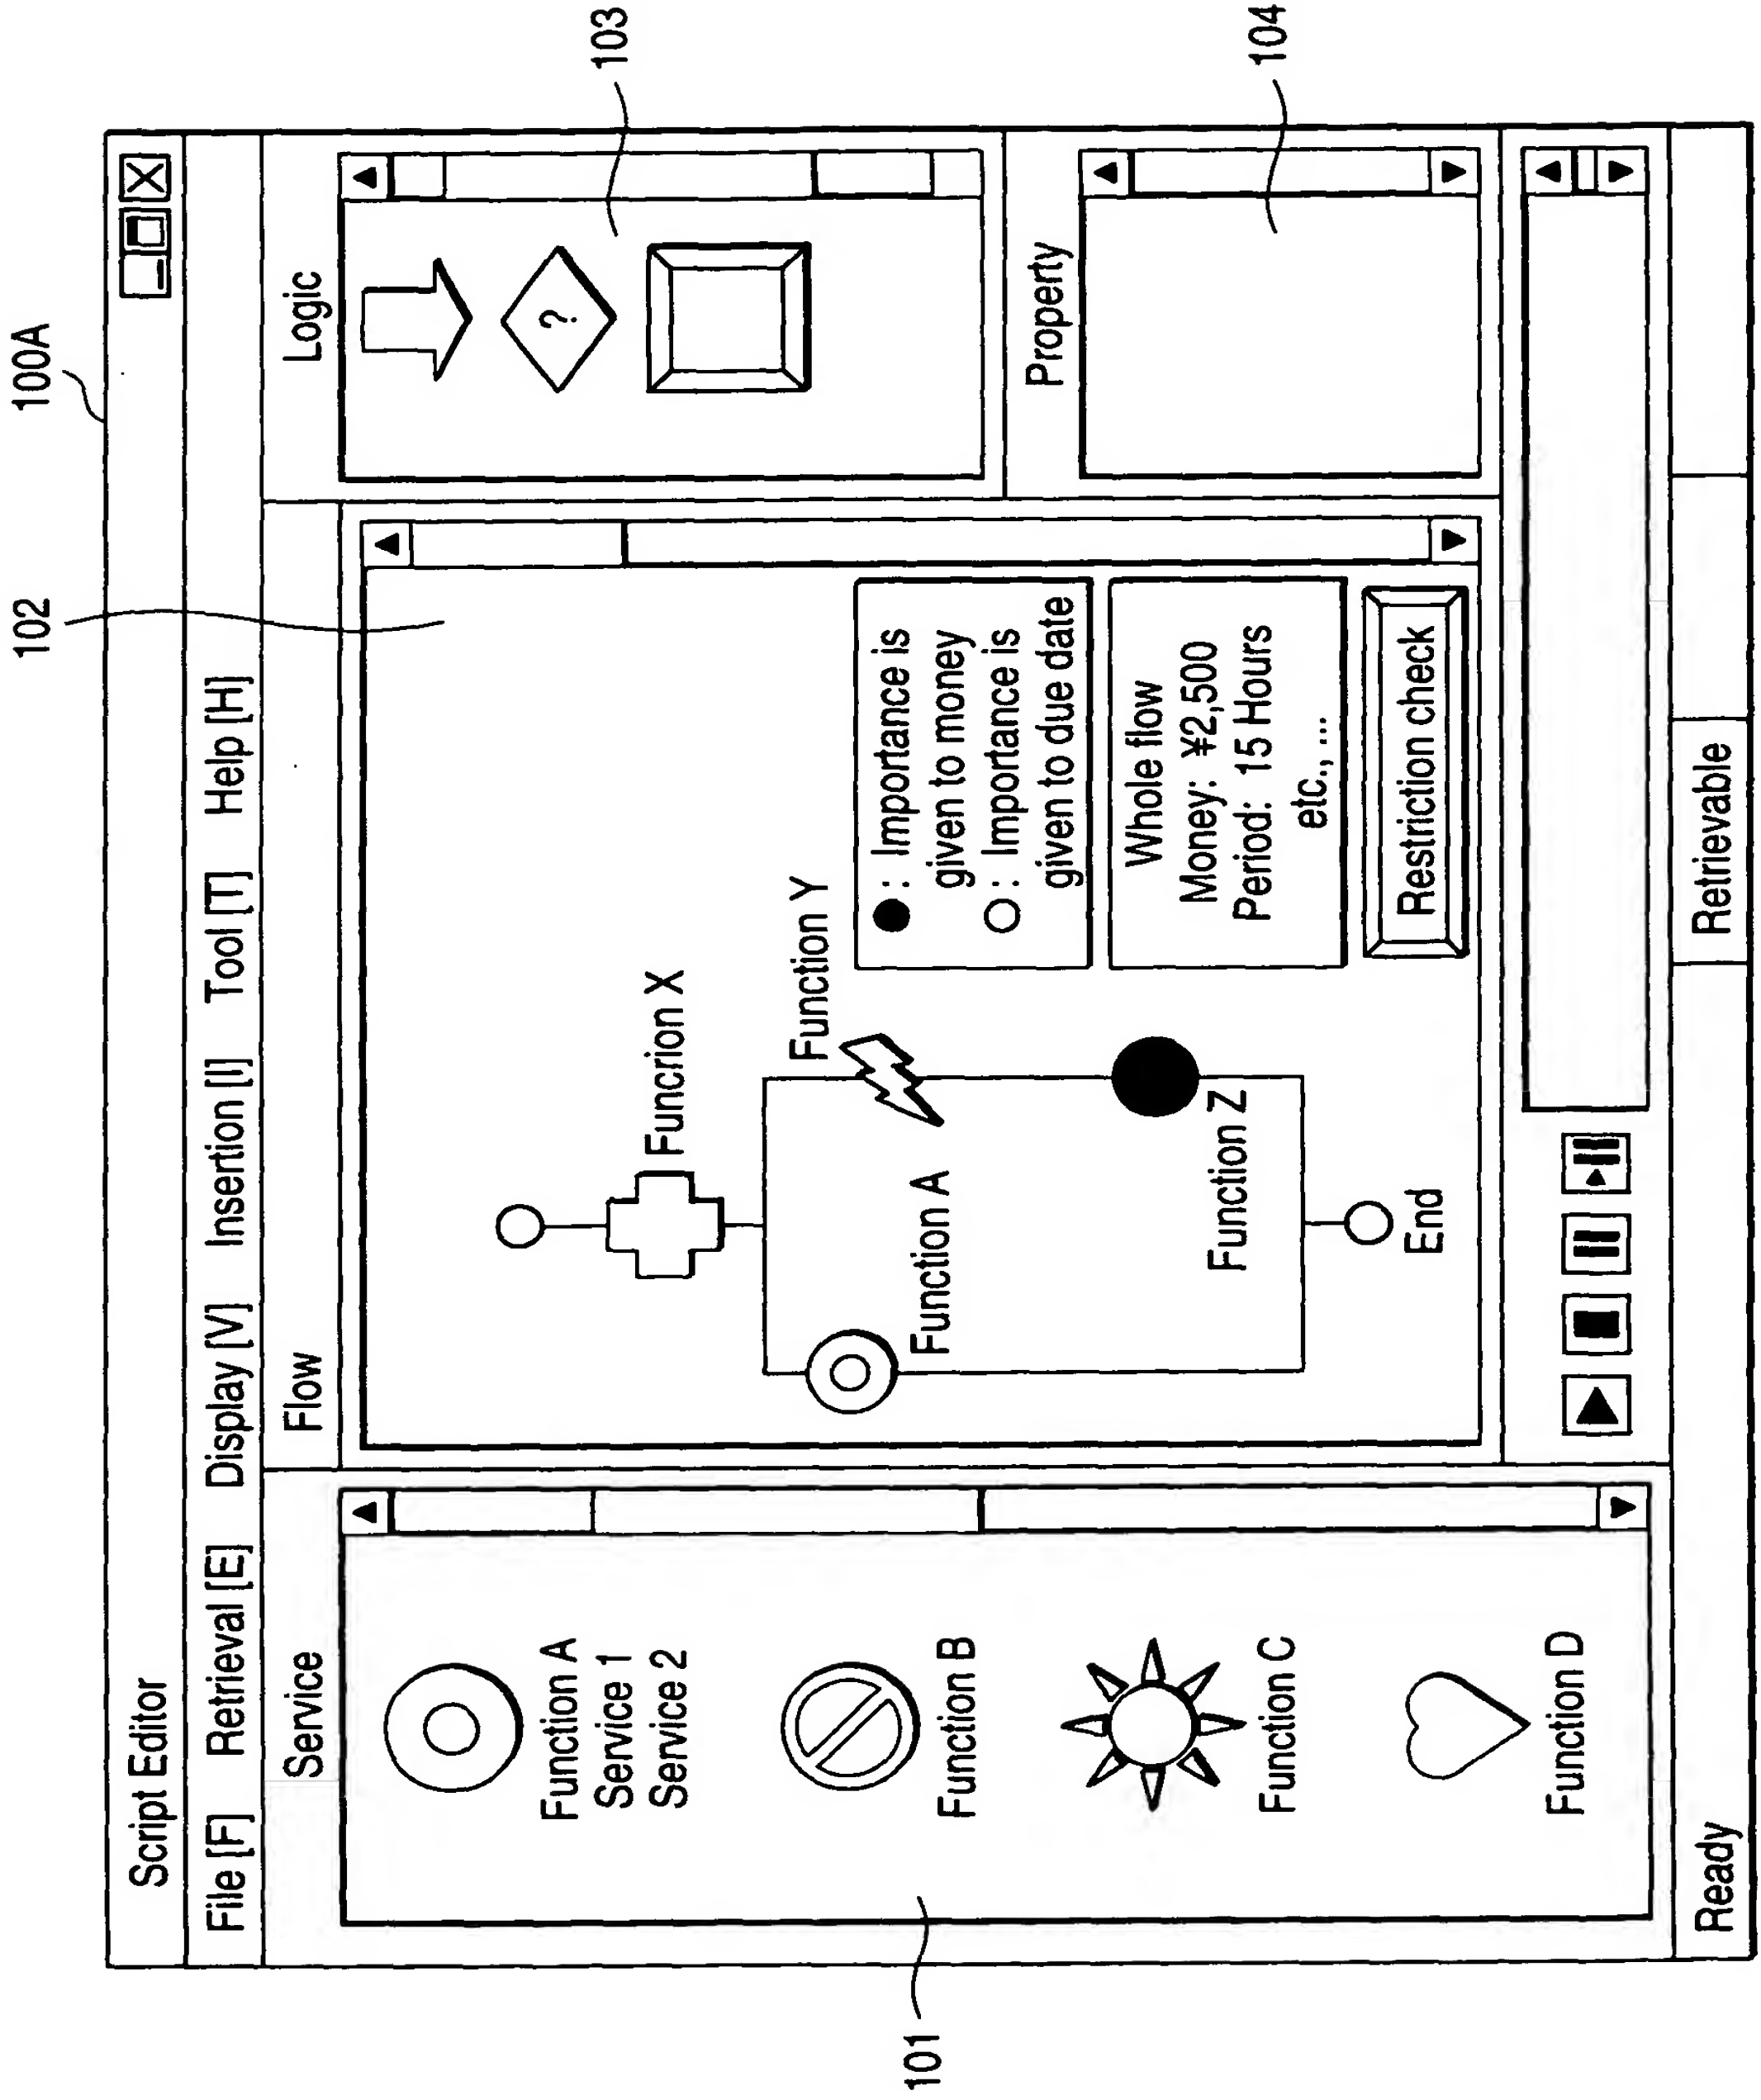 100A
102
Script Editor
File [F] Retrieval [E] Display [V] Insertion [I] Tool [T] Help [H]
Service
Function A
Service 1
Service 2
Function B
Function C
Function D
101
Flow
Funcrion X
Function Y
Function A
Function Z
End
● : Importance is
given to money
○ : Importance is
given to due date
Whole flow
Money: ¥2,500
Period: 15 Hours
etc., ...
Restriction check
Logic
?
103
Property
104
Ready
Retrievable